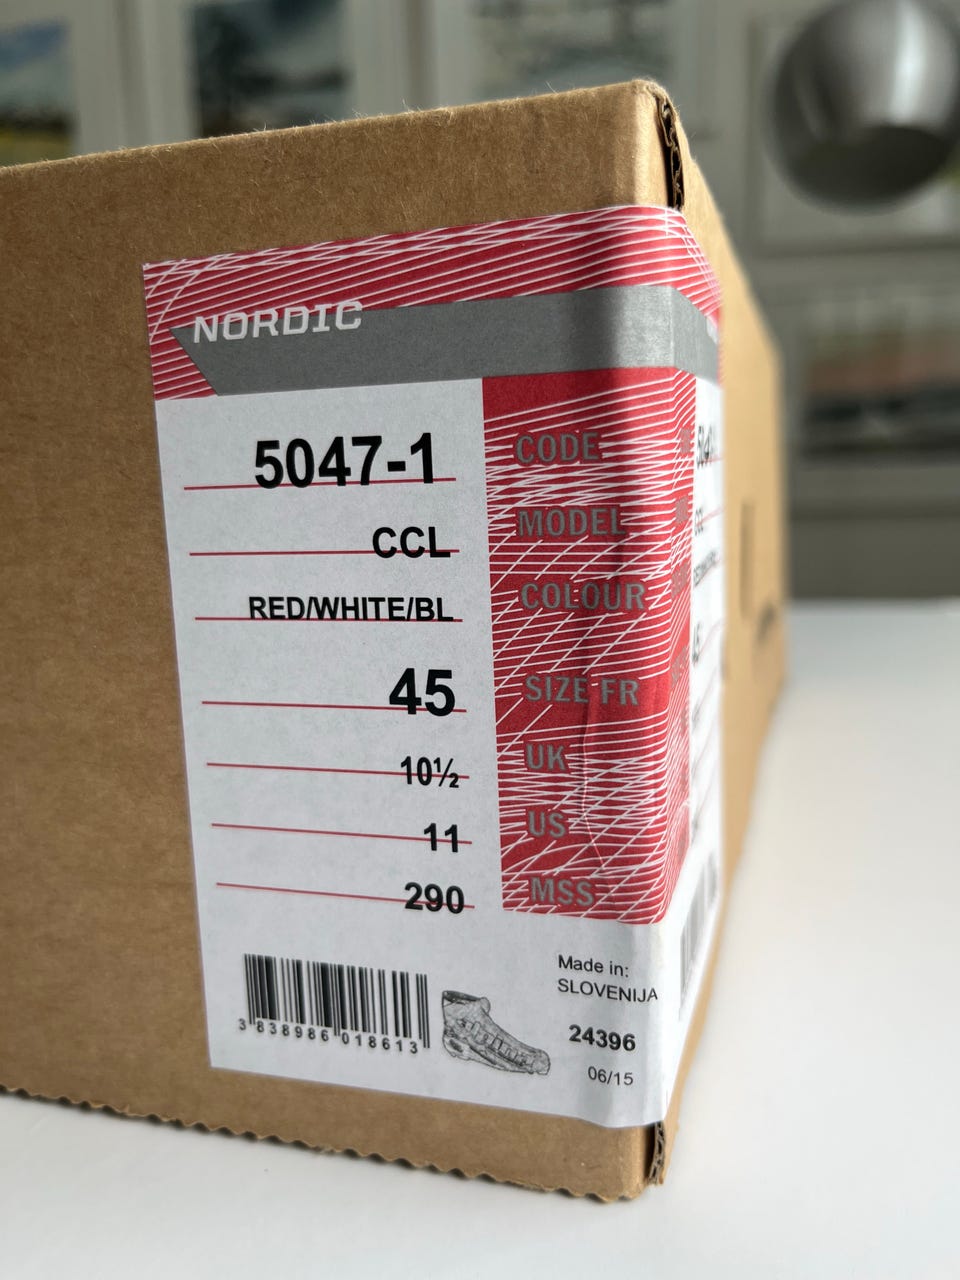 NORDIC
5047-1 CODE
CCL MODEL
RED/WHITE/BL COLOUR
45 SIZE FR
10½ UK
11 US
290 MSS
3 838986 018613
Made in:
SLOVENIJA
24396
06/15